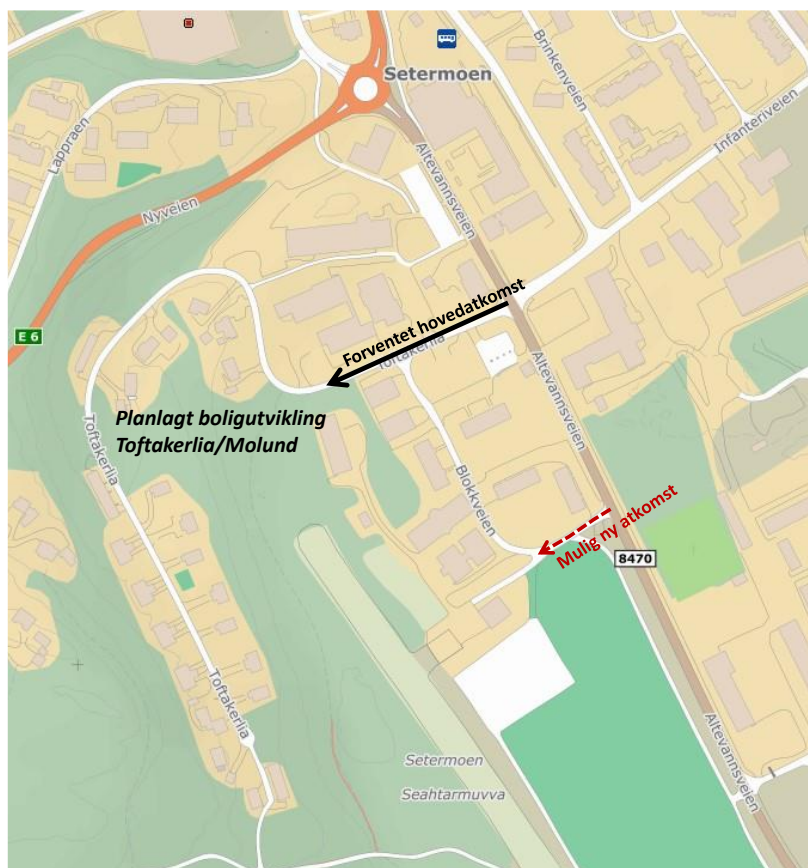 Setermoen
Brinkenveien
Infanteriveien
Lappraen
Altevannsveien
Nyveien
E 6
Forventet hovedatkomst
Toftakerlia
Altevannsveien
Planlagt boligutvikling
Toftakerlia/Molund
Toftakerlia
Blokkveien
Mulig ny atkomst
8470
Toftakerlia
Altevannsveien
Setermoen
Seahtarmuvva